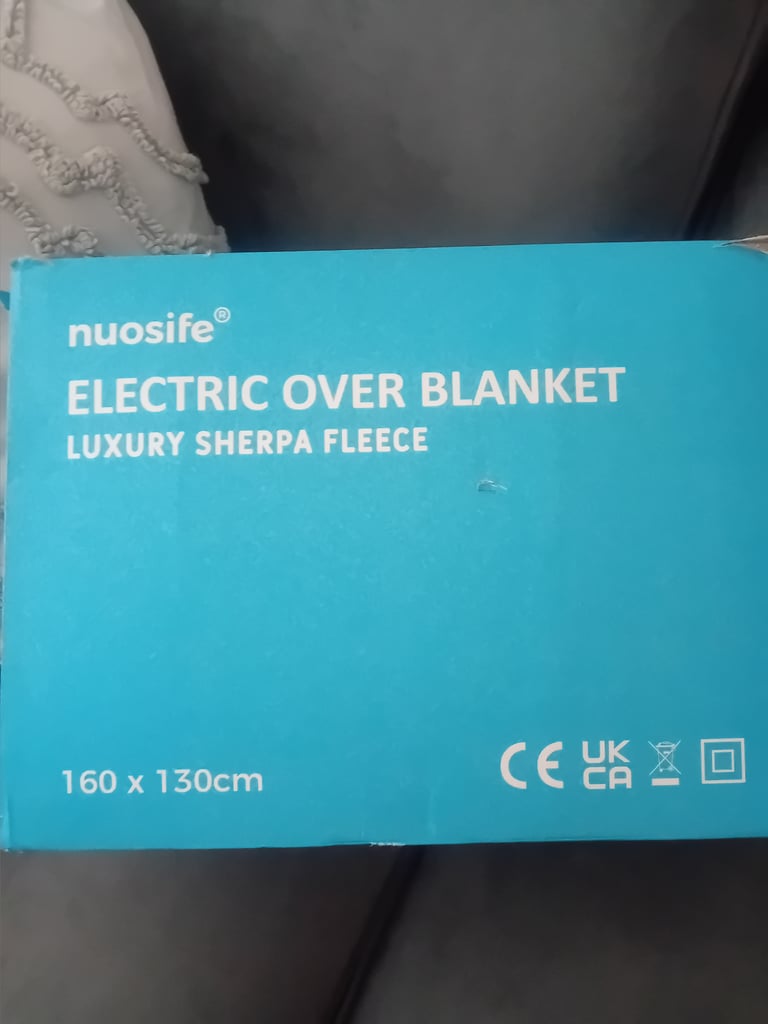 nuosife®
ELECTRIC OVER BLANKET
LUXURY SHERPA FLEECE
160 x 130cm
CE UK CA